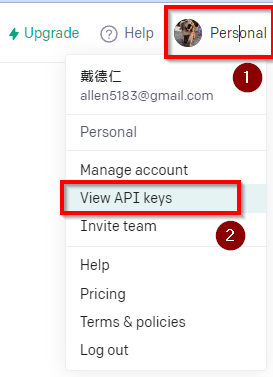 Upgrade
Help
Personal
1
戴德仁
allen5183@gmail.com
Personal
Manage account
View API keys
Invite team
2
Help
Pricing
Terms & policies
Log out